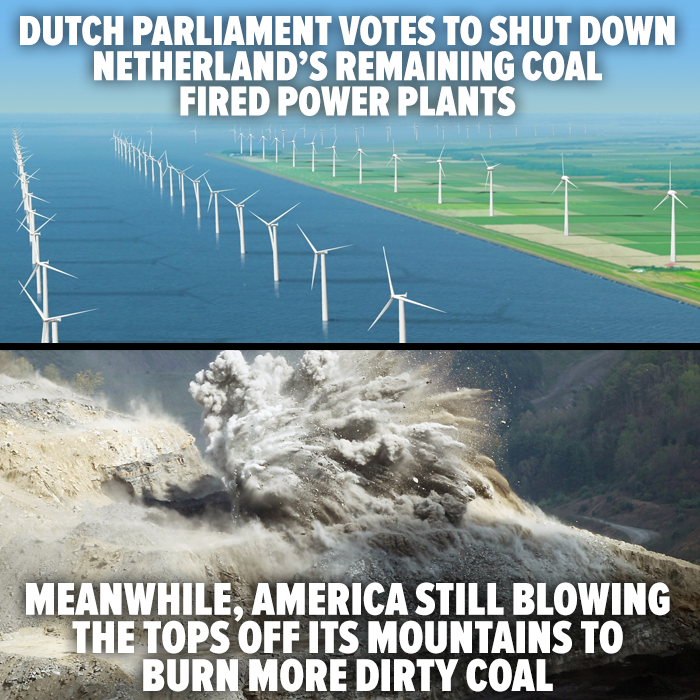 DUTCH PARLIAMENT VOTES TO SHUT DOWN
NETHERLAND'S REMAINING COAL
FIRED POWER PLANTS
MEANWHILE, AMERICA STILL BLOWING
THE TOPS OFF ITS MOUNTAINS TO
BURN MORE DIRTY COAL